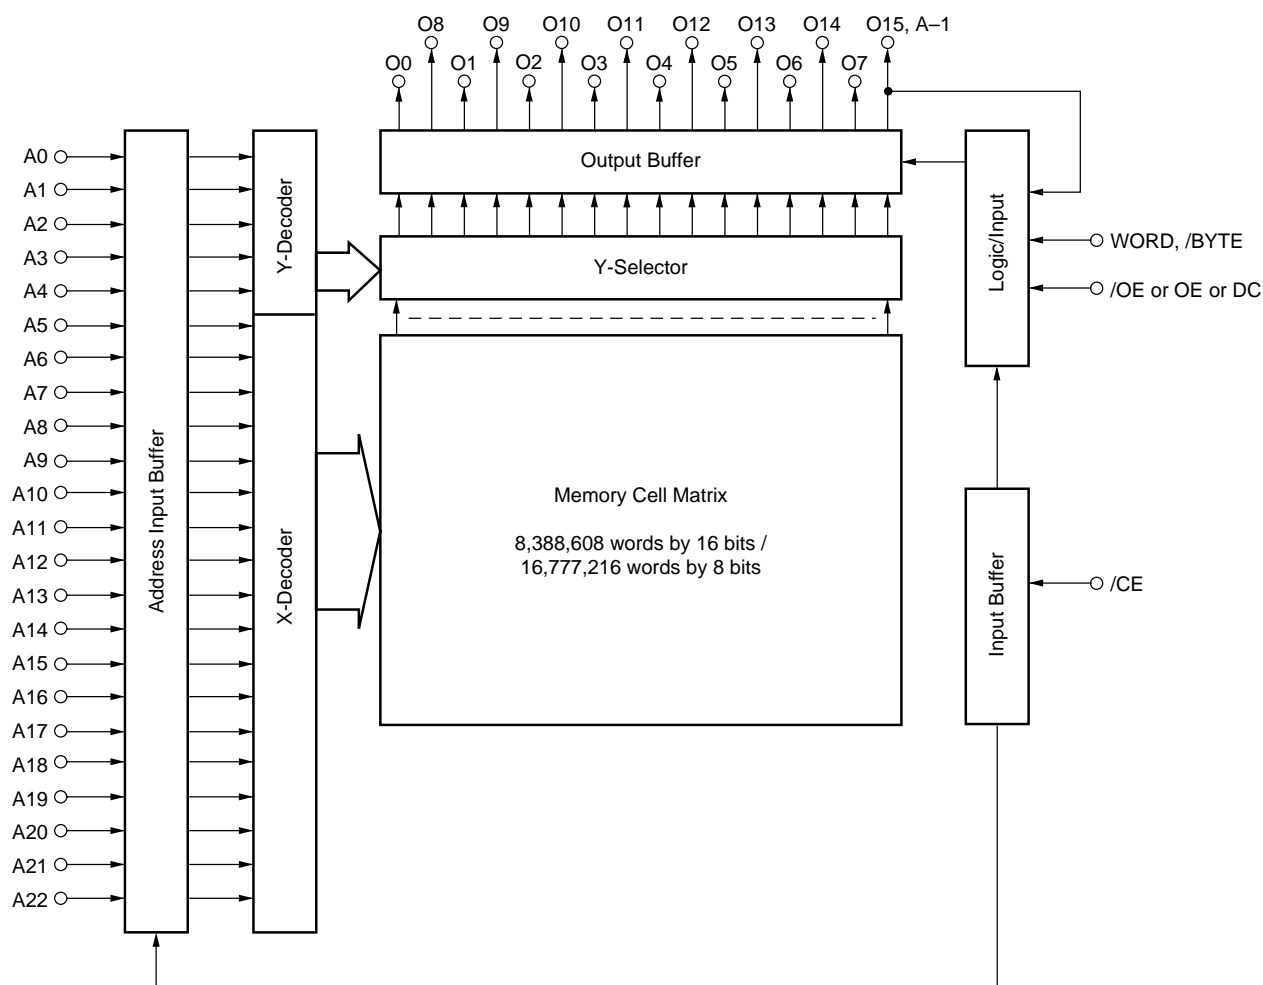 O8 O9 O10 O11 O12 O13 O14 O15, A–1
O0 O1 O2 O3 O4 O5 O6 O7
A0
A1
A2
A3
A4
A5
A6
A7
A8
A9
A10
A11
A12
A13
A14
A15
A16
A17
A18
A19
A20
A21
A22
Address Input Buffer
Y-Decoder
X-Decoder
Output Buffer
Y-Selector
Memory Cell Matrix
8,388,608 words by 16 bits /
16,777,216 words by 8 bits
Logic/Input
WORD, /BYTE
/OE or OE or DC
Input Buffer
/CE